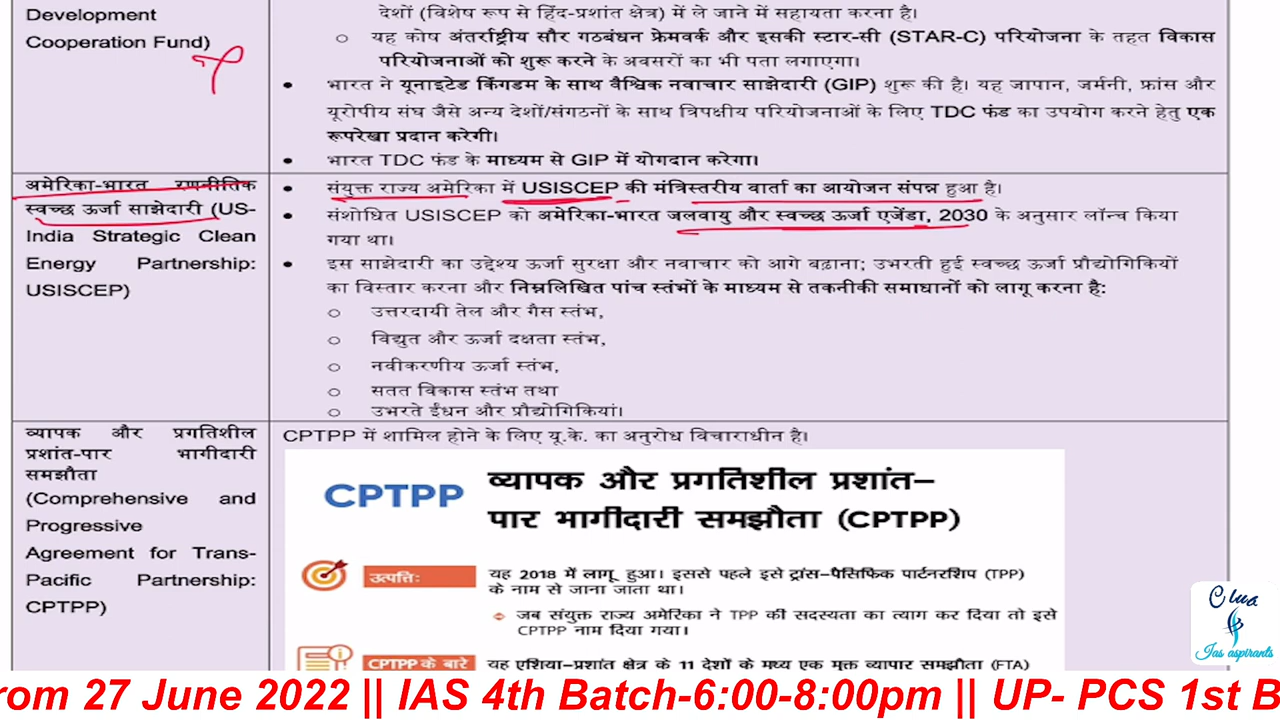 Development
Cooperation Fund)
देशों (विशेष रूप से हिंद-प्रशांत क्षेत्र) में ले जाने में सहायता करना है।
यह कोष अंतर्राष्ट्रीय सौर गठबंधन फ्रेमवर्क और इसकी स्टार-सी (STAR-C) परियोजना के तहत विकास
परियोजनाओं को शुरू करने के अवसरों का भी पता लगाएगा।
भारत ने यूनाइटेड किंगडम के साथ वैश्विक नवाचार साझेदारी (GIP) शुरू की है। यह जापान, जर्मनी, फ्रांस और
यूरोपीय संघ जैसे अन्य देशों/संगठनों के साथ त्रिपक्षीय परियोजनाओं के लिए TDC फंड का उपयोग करने हेतु एक
रूपरेखा प्रदान करेगी।
भारत TDC फंड के माध्यम से GIP में योगदान करेगा।
अमेरिका-भारत रणनीतिक
स्वच्छ ऊर्जा साझेदारी (US-
India Strategic Clean
Energy Partnership:
USISCEP)
संयुक्त राज्य अमेरिका में USISCEP की मंत्रिस्तरीय वार्ता का आयोजन संपन्न हुआ है।
संशोधित USISCEP को अमेरिका-भारत जलवायु और स्वच्छ ऊर्जा एजेंडा, 2030 के अनुसार लॉन्च किया
गया था।
इस साझेदारी का उद्देश्य ऊर्जा सुरक्षा और नवाचार को आगे बढ़ाना; उभरती हुई स्वच्छ ऊर्जा प्रौद्योगिकियों
का विस्तार करना और निम्नलिखित पांच स्तंभों के माध्यम से तकनीकी समाधानों को लागू करना है:
उत्तरदायी तेल और गैस स्तंभ,
विद्युत और ऊर्जा दक्षता स्तंभ,
नवीकरणीय ऊर्जा स्तंभ,
सतत विकास स्तंभ तथा
उभरते ईंधन और प्रौद्योगिकियां।
व्यापक और प्रगतिशील
प्रशांत-पार भागीदारी
समझौता
(Comprehensive and
Progressive
Agreement for Trans-
Pacific Partnership:
CPTPP)
CPTPP में शामिल होने के लिए यू.के. का अनुरोध विचाराधीन है।
CPTPP
व्यापक और प्रगतिशील प्रशांत-
पार भागीदारी समझौता (CPTPP)
उत्पत्तिः
यह 2018 में लागू हुआ। इससे पहले इसे ट्रांस-पैसिफिक पार्टनरशिप (TPP)
के नाम से जाना जाता था।
जब संयुक्त राज्य अमेरिका ने TPP की सदस्यता का त्याग कर दिया तो इसे
CPTPP नाम दिया गया।
CPTPP के बारे
यह एशिया-प्रशांत क्षेत्र के 11 देशों के मध्य एक मुक्त व्यापार समझौता (FTA)
Ias aspirants
rom 27 June 2022 || IAS 4th Batch-6:00-8:00pm || UP- PCS 1st B